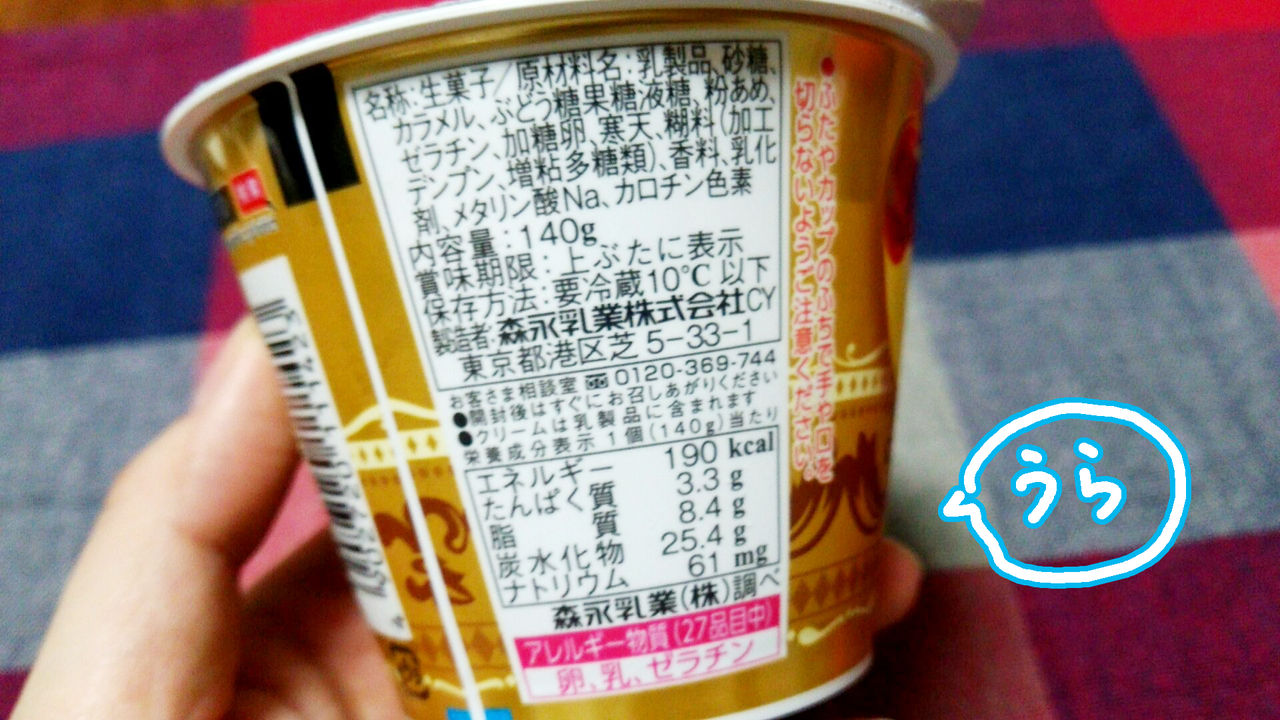 名称:生菓子/原材料名:乳製品、砂糖、
カラメル、ぶどう糖果糖液糖、粉あめ、
ゼラチン、加糖卵、寒天、糊料(加工
デンプン、増粘多糖類)、香料、乳化
剤、メタリン酸Na、カロチン色素
内容量:140g
賞味期限:上ぶたに表示
保存方法:要冷蔵10℃以下
製造者:森永乳業株式会社CY
東京都港区芝5-33-1
お客さま相談室 0120-369-744
●開封後はすぐにお召しあがりください
●クリームは乳製品に含まれます
栄養成分表示 1個(140g)当たり
エネルギー 190 kcal
たんぱく質 3.3 g
脂質 8.4 g
炭水化物 25.4 g
ナトリウム 61 mg
森永乳業(株)調べ
アレルギー物質(27品目中)
卵、乳、ゼラチン
●ふたやカップのふちで手や口を
切らないようご注意ください。
うら